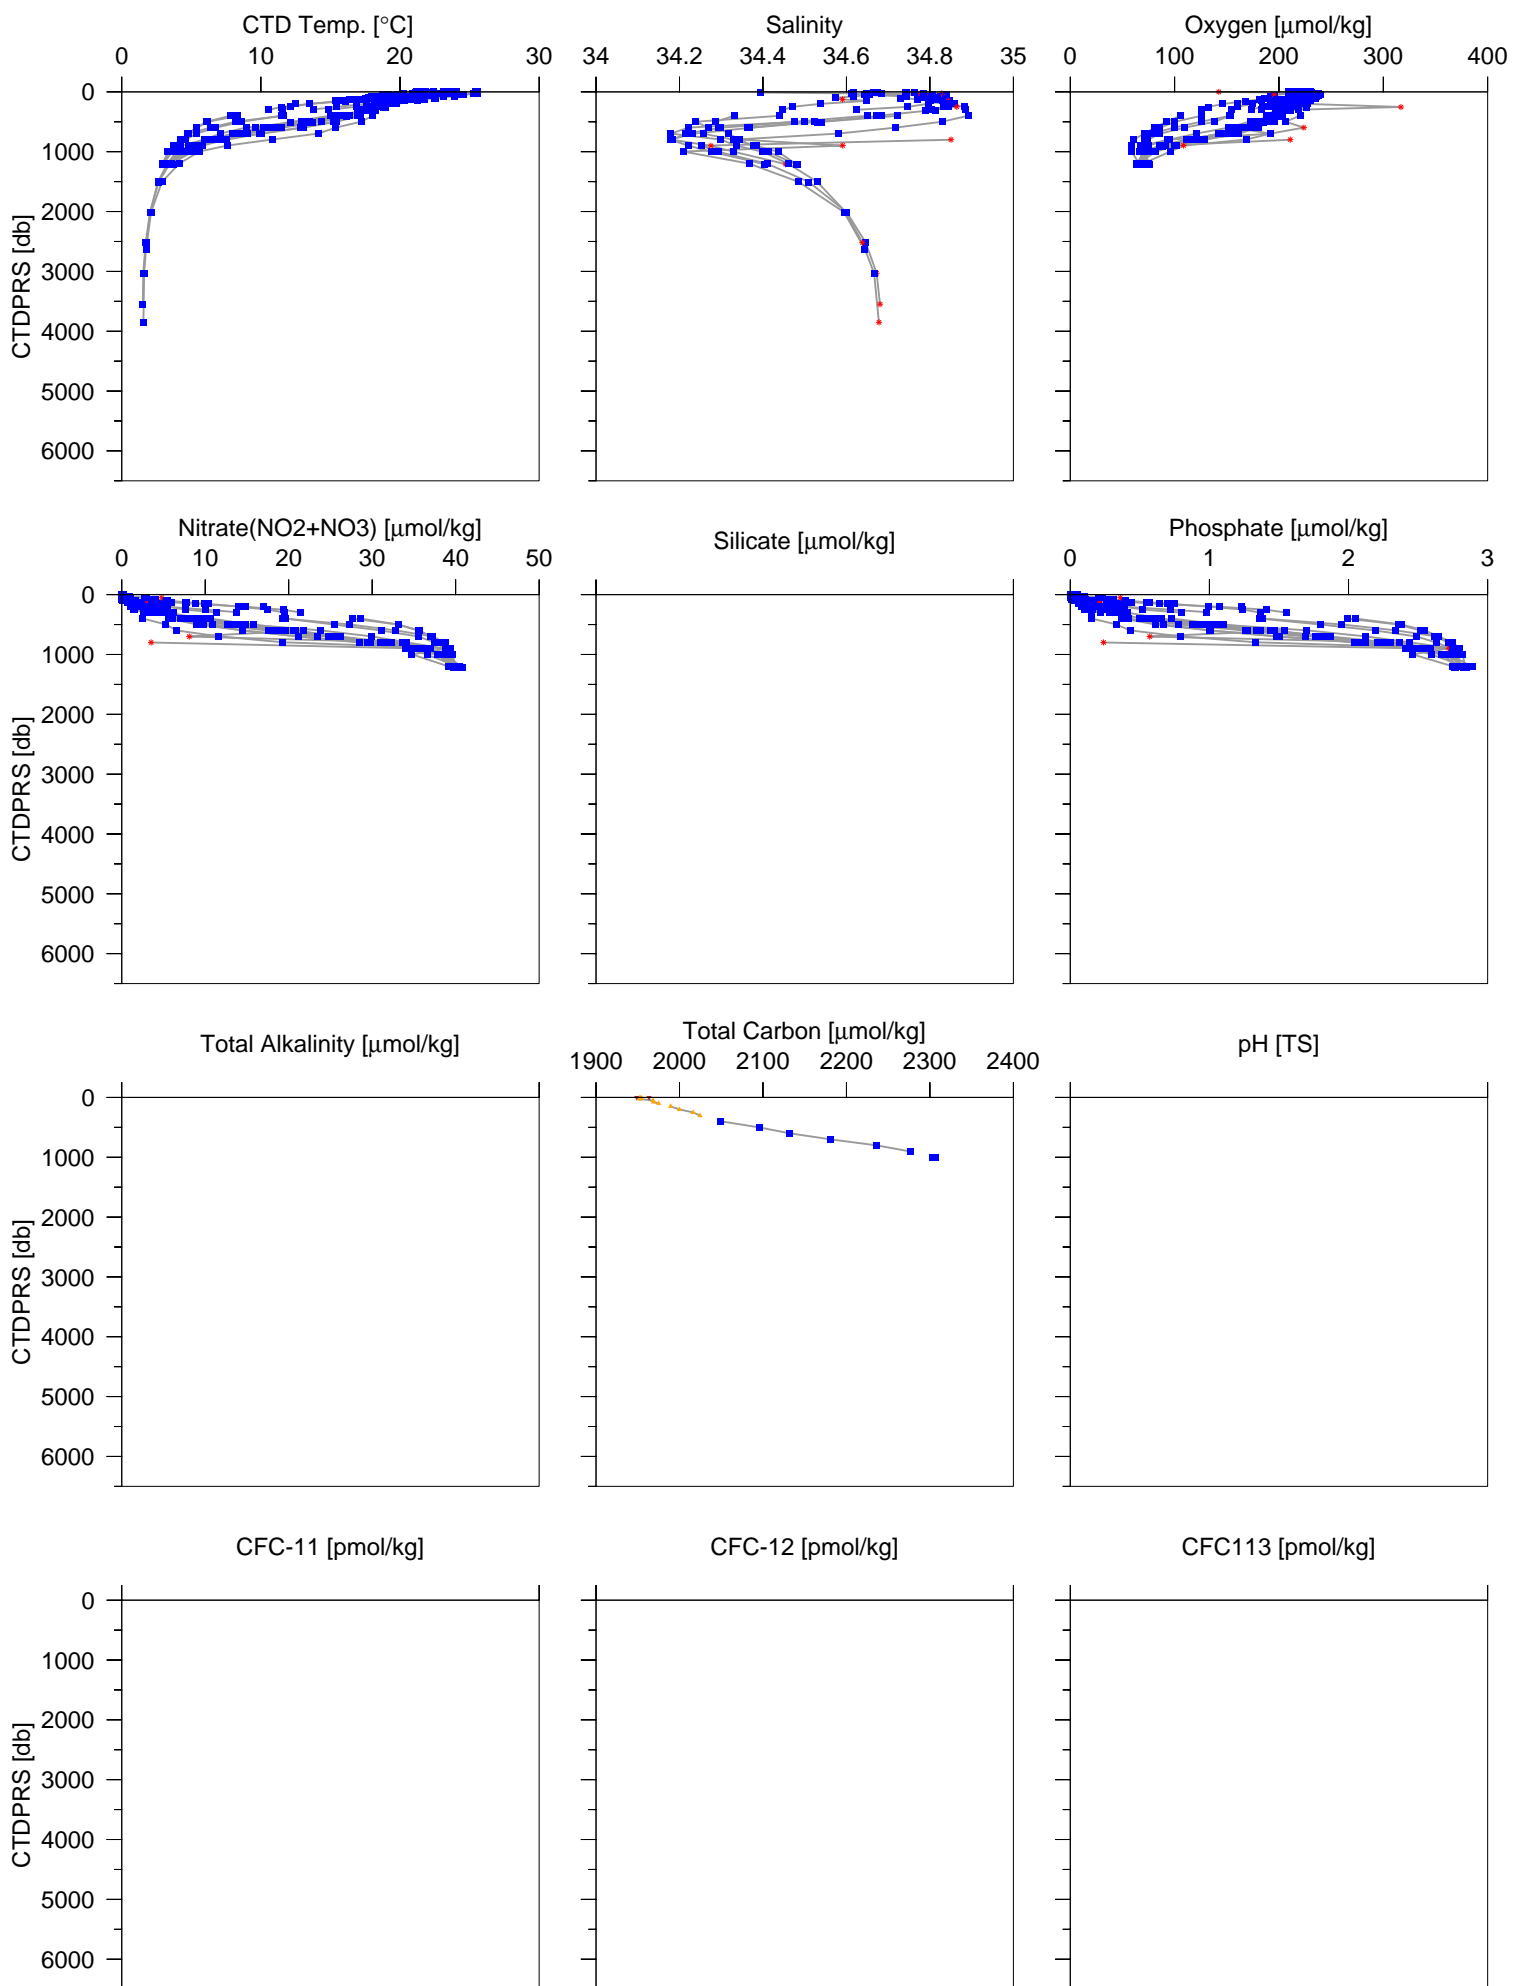 CTD Temp. [°C] Salinity Oxygen [μmol/kg]
0 10 20 30 34 34.2 34.4 34.6 34.8 35 0 100 200 300 400
0
1000
2000
3000
4000
5000
6000
CTDPRS [db]
Nitrate(NO2+NO3) [μmol/kg] Silicate [μmol/kg] Phosphate [μmol/kg]
0 10 20 30 40 50 0 1 2 3
0
1000
2000
3000
4000
5000
6000
CTDPRS [db]
Total Alkalinity [μmol/kg] Total Carbon [μmol/kg] pH [TS]
1900 2000 2100 2200 2300 2400
0
1000
2000
3000
4000
5000
6000
CTDPRS [db]
CFC-11 [pmol/kg] CFC-12 [pmol/kg] CFC113 [pmol/kg]
0
1000
2000
3000
4000
5000
6000
CTDPRS [db]